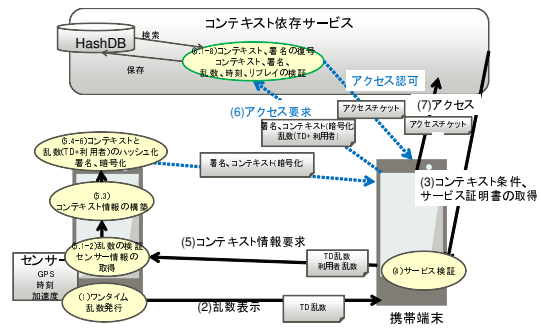 コンテキスト依存サービス
HashDB
検索
保存
(6.1-8)コンテキスト、署名の復号
コンテキスト、署名、
乱数、時刻、リプレイの検証
アクセス認可
(6)アクセス要求
アクセスチケット
(7)アクセス
アクセスチケット
署名、コンテキスト(暗号化)
乱数(TD+利用者)
(5.4-6)コンテキストと
乱数(TD+利用者)のハッシュ化
署名、暗号化
署名、コンテキスト(暗号化)
(3)コンテキスト条件、
サービス証明書の取得
(5.3)
コンテキスト情報の構築
(5)コンテキスト情報要求
(5.1-2)乱数の検証
センサー情報の
取得
センサー
GPS
時刻
加速度
TD乱数
利用者乱数
(4)サービス検証
(1)ワンタイム
乱数発行
(2)乱数表示
TD乱数
携帯端末